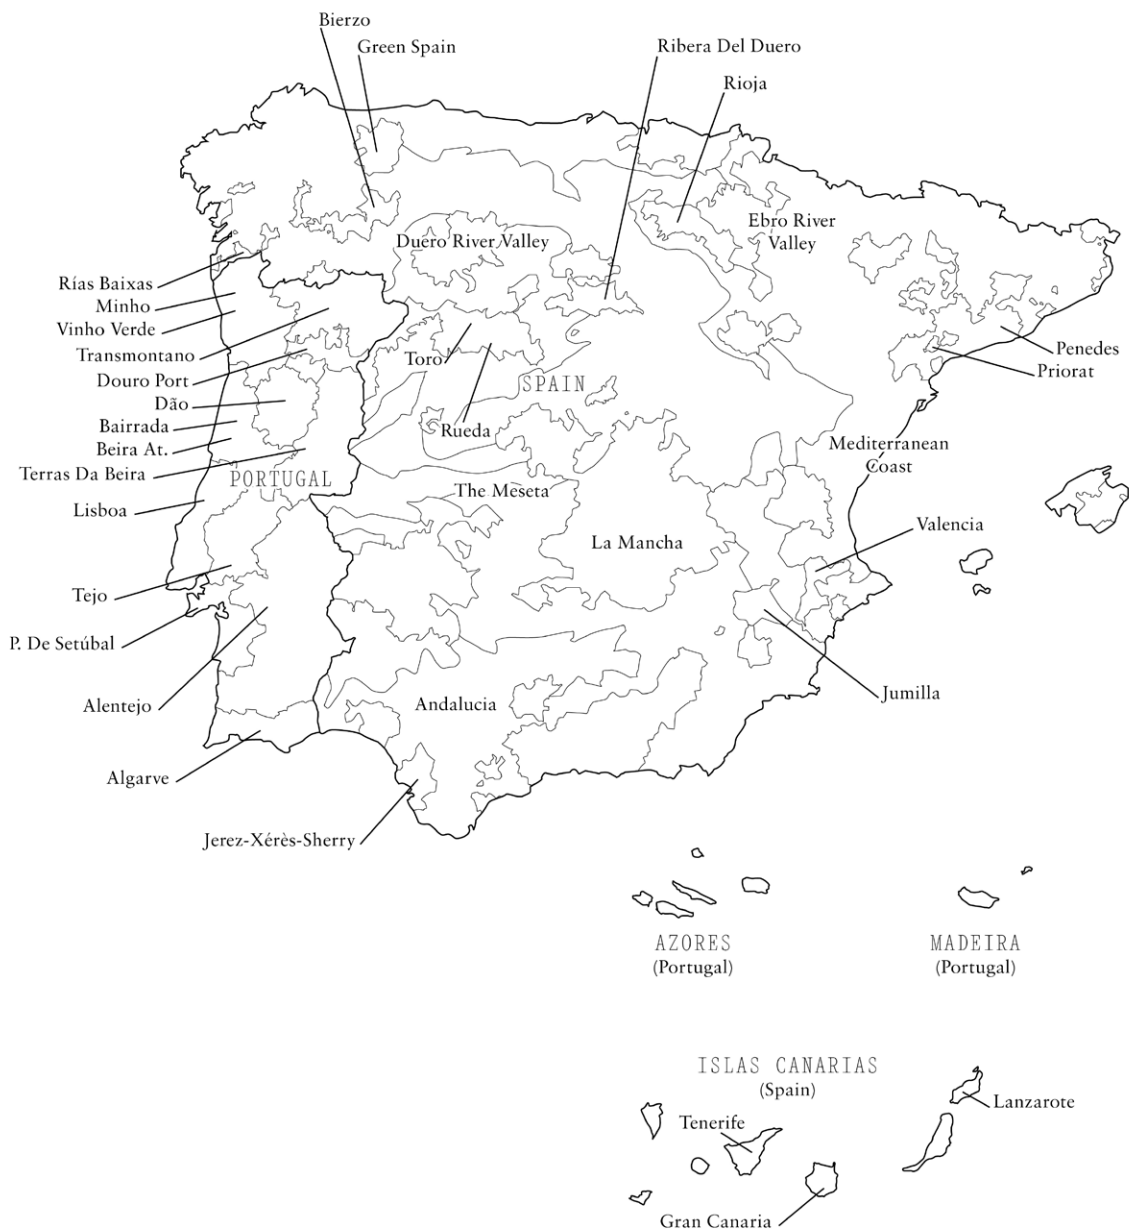 Bierzo
Green Spain
Ribera Del Duero
Rioja
Ebro River
Valley
Duero River Valley
Rías Baixas
Minho
Vinho Verde
Transmontano
Douro Port
Dão
Bairrada
Beira At.
Terras Da Beira
Lisboa
Tejo
P. De Setúbal
Alentejo
Algarve
Jerez-Xérès-Sherry
PORTUGAL
Toro
Rueda
SPAIN
The Meseta
La Mancha
Andalucia
Penedes
Priorat
Mediterranean
Coast
Valencia
Jumilla
AZORES
(Portugal)
MADEIRA
(Portugal)
ISLAS CANARIAS
(Spain)
Lanzarote
Tenerife
Gran Canaria